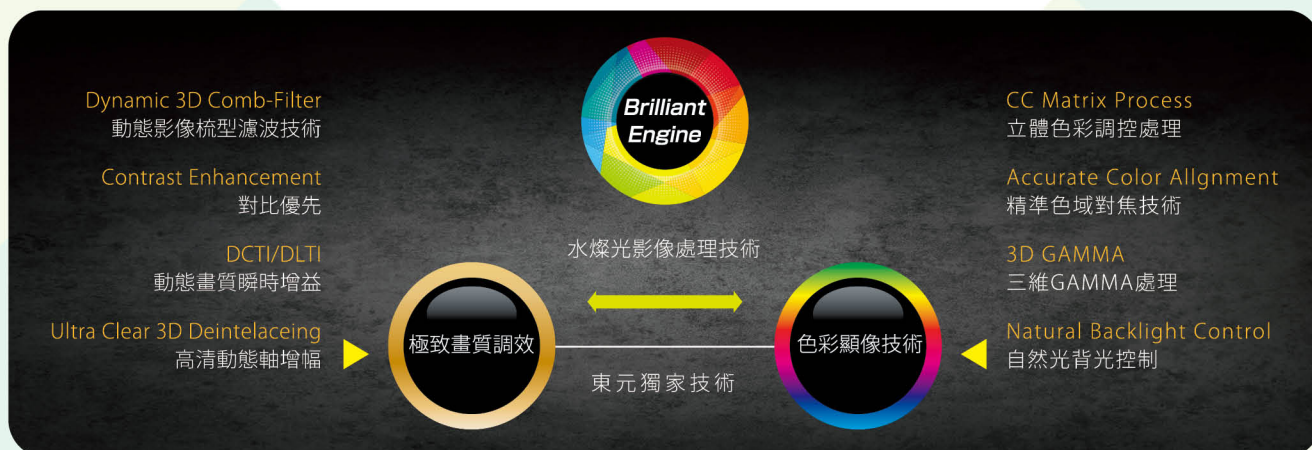 Brilliant
Engine
Dynamic 3D Comb-Filter
動態影像梳型濾波技術
Contrast Enhancement
對比優先
DCTI/DLTI
動態畫質瞬時增益
Ultra Clear 3D Deintelaceing
高清動態軸增幅
水燦光影像處理技術
極致畫質調效
色彩顯像技術
東元獨家技術
CC Matrix Process
立體色彩調控處理
Accurate Color Allgnment
精準色域對焦技術
3D GAMMA
三維GAMMA處理
Natural Backlight Control
自然光背光控制